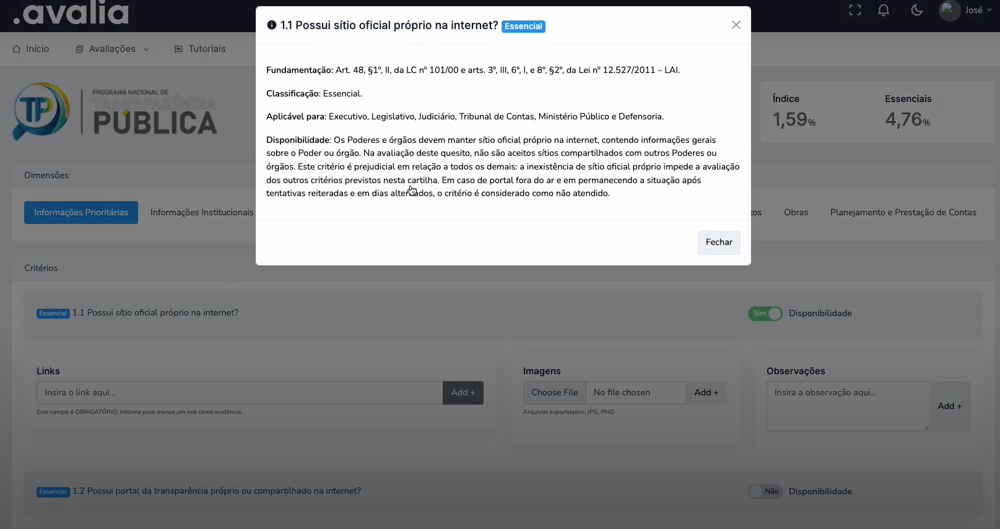 .avalia
José
1.1 Possui sítio oficial próprio na internet? Essencial
Início
Avaliações
Tutoriais
Fundamentação: Art. 48, §1º, II, da LC nº 101/00 e arts. 3º, III, 6º, I, e 8º, §2º, da Lei nº 12.527/2011 – LAI.
Classificação: Essencial.
Aplicável para: Executivo, Legislativo, Judiciário, Tribunal de Contas, Ministério Público e Defensoria.
Disponibilidade: Os Poderes e órgãos devem manter sítio oficial próprio na internet, contendo informações gerais
sobre o Poder ou órgão. Na avaliação deste quesito, não são aceitos sítios compartilhados com outros Poderes ou
órgãos. Este critério é prejudicial em relação a todos os demais: a inexistência de sítio oficial próprio impede a avaliação
dos outros critérios previstos nesta cartilha. Em caso de portal fora do ar e em permanecendo a situação após
tentativas reiteradas e em dias alternados, o critério é considerado como não atendido.
Fechar
TP
PROGRAMA NACIONAL DE
TRANSPARÊNCIA
PÚBLICA
Índice
1,59%
Essenciais
4,76%
Dimensões
Informações Prioritárias
Informações Institucionais
tos
Obras
Planejamento e Prestação de Contas
Critérios
Essencial 1.1 Possui sítio oficial próprio na internet?
Sim Disponibilidade
Links
Insira o link aqui...
Add +
Este campo é OBRIGATÓRIO. Informe pelo menos um link como evidência.
Imagens
Choose File No file chosen
Add +
Arquivos suportdados: JPG, PNG
Observações
Insira a observação aqui...
Add +
Essencial 1.2 Possui portal da transparência próprio ou compartilhado na internet?
Não Disponibilidade